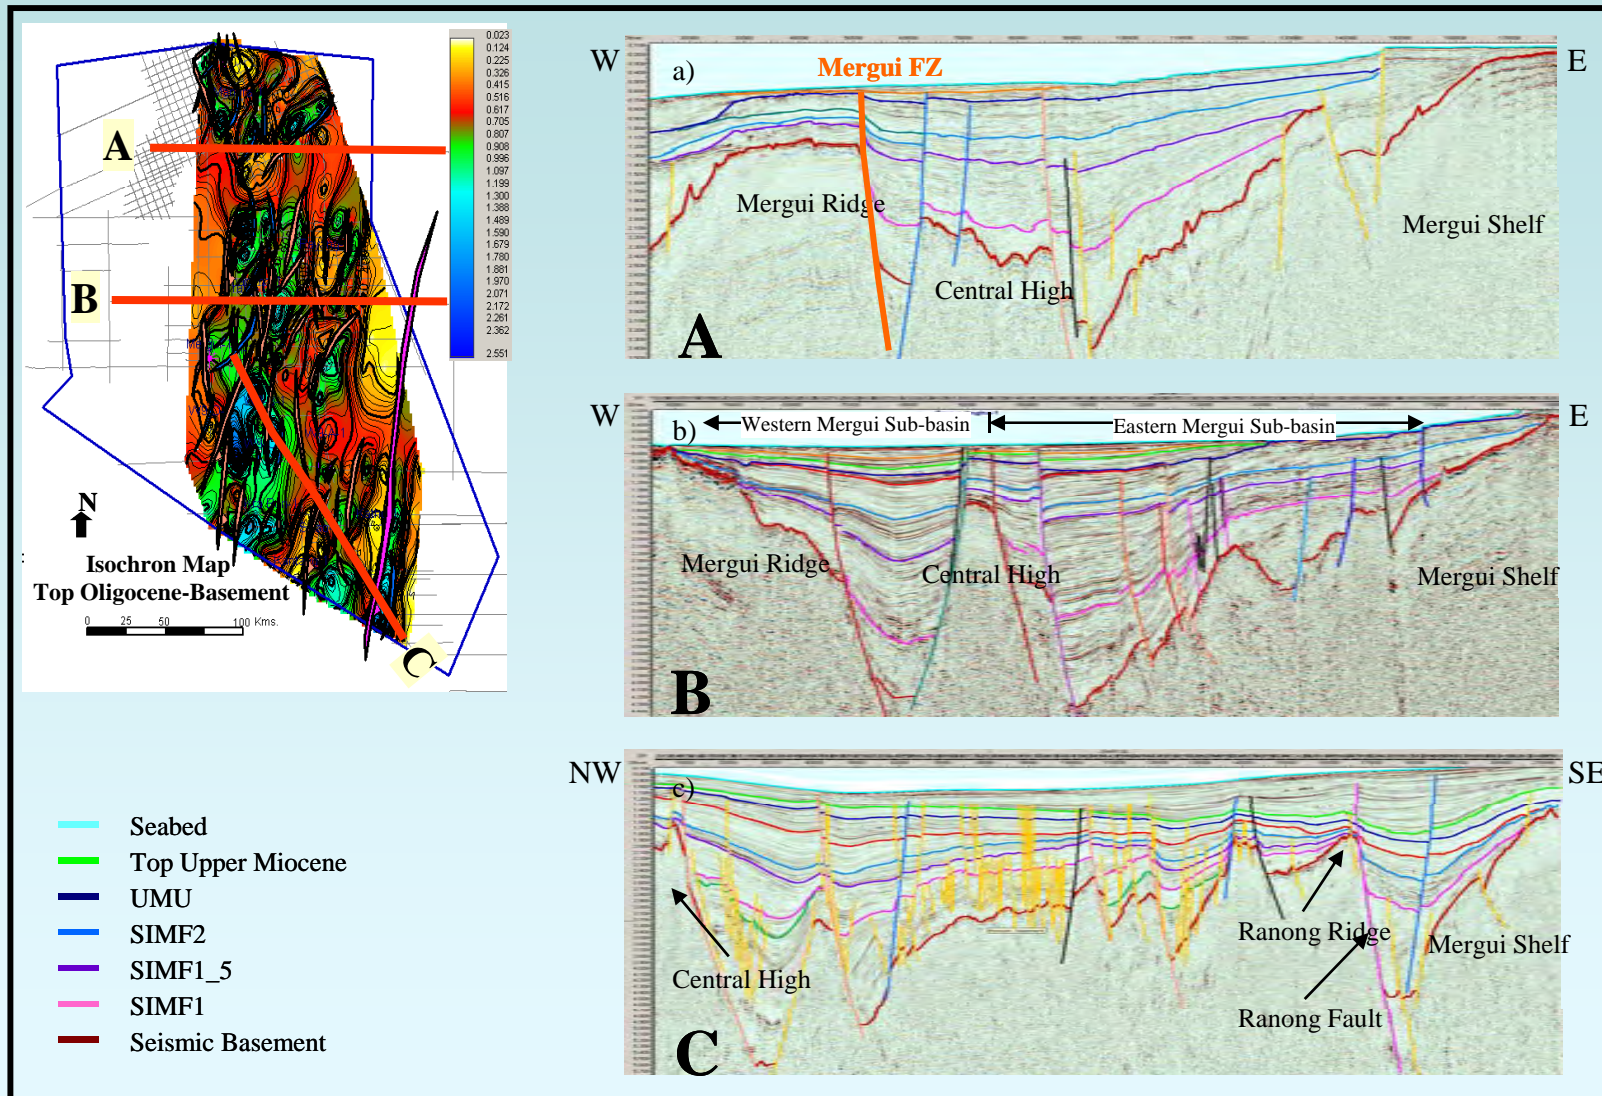 0.023
0.124
0.225
0.326
0.415
0.516
0.617
0.705
0.807
0.908
0.996
1.097
1.199
1.300
1.388
1.489
1.590
1.679
1.780
1.881
1.970
2.071
2.172
2.261
2.362
2.551
A
B
C
N
Isochron Map
Top Oligocene-Basement
0 25 50 100 Kms.
Seabed
Top Upper Miocene
UMU
SIMF2
SIMF1_5
SIMF1
Seismic Basement
W
E
a)
Mergui FZ
Mergui Ridge
Central High
Mergui Shelf
A
W
E
b)
Western Mergui Sub-basin
Eastern Mergui Sub-basin
Mergui Ridge
Central High
Mergui Shelf
B
NW
SE
c)
Central High
Ranong Ridge
Mergui Shelf
Ranong Fault
C